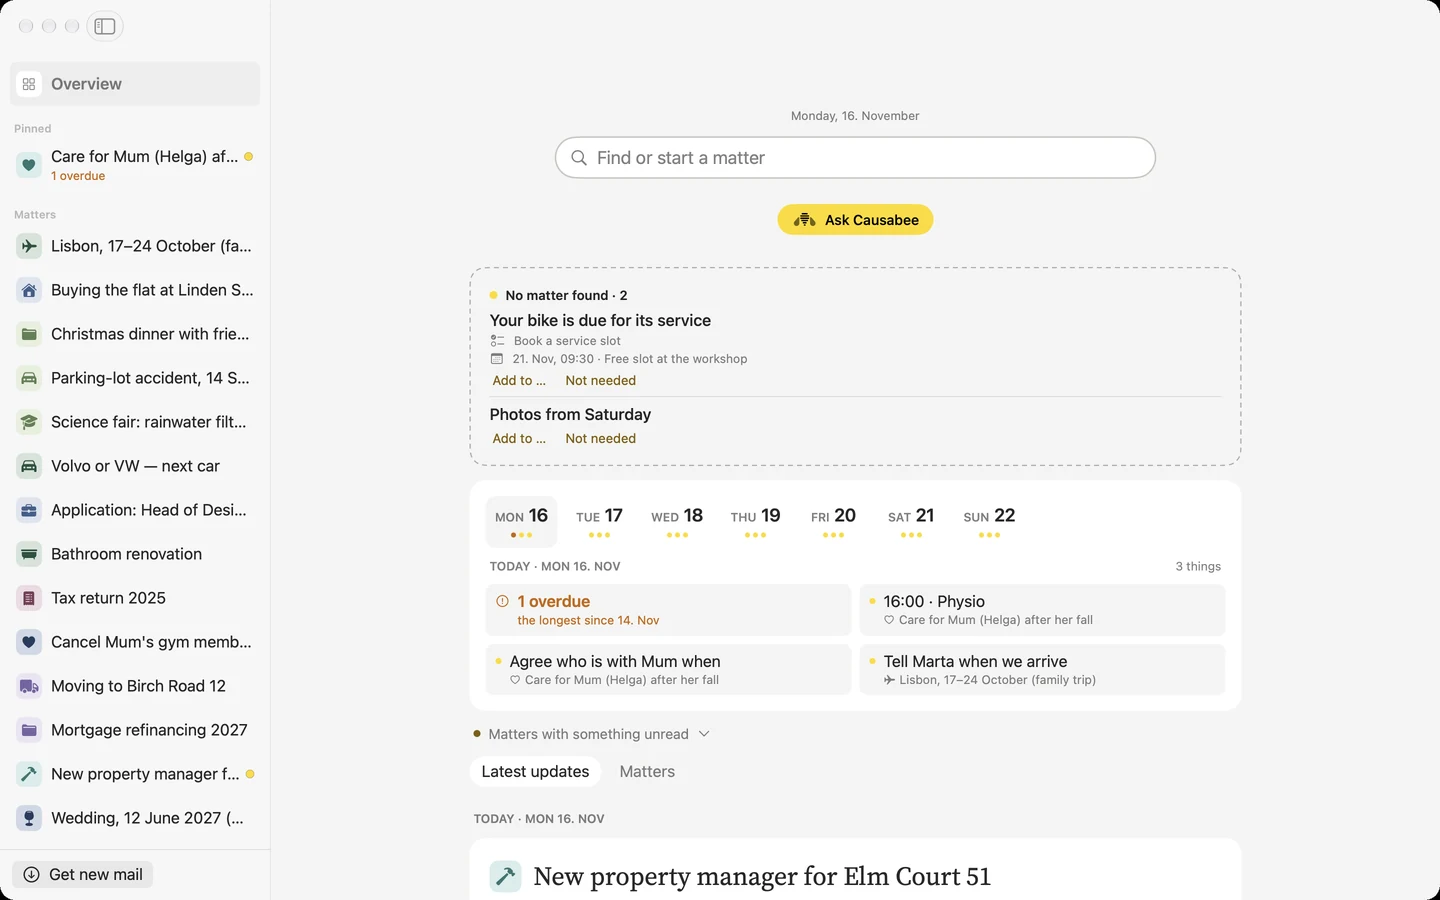 Overview
Pinned
Care for Mum (Helga) af...
1 overdue
Matters
Lisbon, 17–24 October (fa...
Buying the flat at Linden S...
Christmas dinner with frie...
Parking-lot accident, 14 S...
Science fair: rainwater filt...
Volvo or VW — next car
Application: Head of Desi...
Bathroom renovation
Tax return 2025
Cancel Mum's gym memb...
Moving to Birch Road 12
Mortgage refinancing 2027
New property manager f...
Wedding, 12 June 2027 (...
Get new mail
Monday, 16. November
Find or start a matter
Ask Causabee
No matter found · 2
Your bike is due for its service
Book a service slot
21. Nov, 09:30 · Free slot at the workshop
Add to ... Not needed
Photos from Saturday
Add to ... Not needed
MON 16 TUE 17 WED 18 THU 19 FRI 20 SAT 21 SUN 22
TODAY · MON 16. NOV 3 things
1 overdue
the longest since 14. Nov
16:00 · Physio
Care for Mum (Helga) after her fall
Agree who is with Mum when
Care for Mum (Helga) after her fall
Tell Marta when we arrive
Lisbon, 17–24 October (family trip)
Matters with something unread
Latest updates Matters
TODAY · MON 16. NOV
New property manager for Elm Court 51